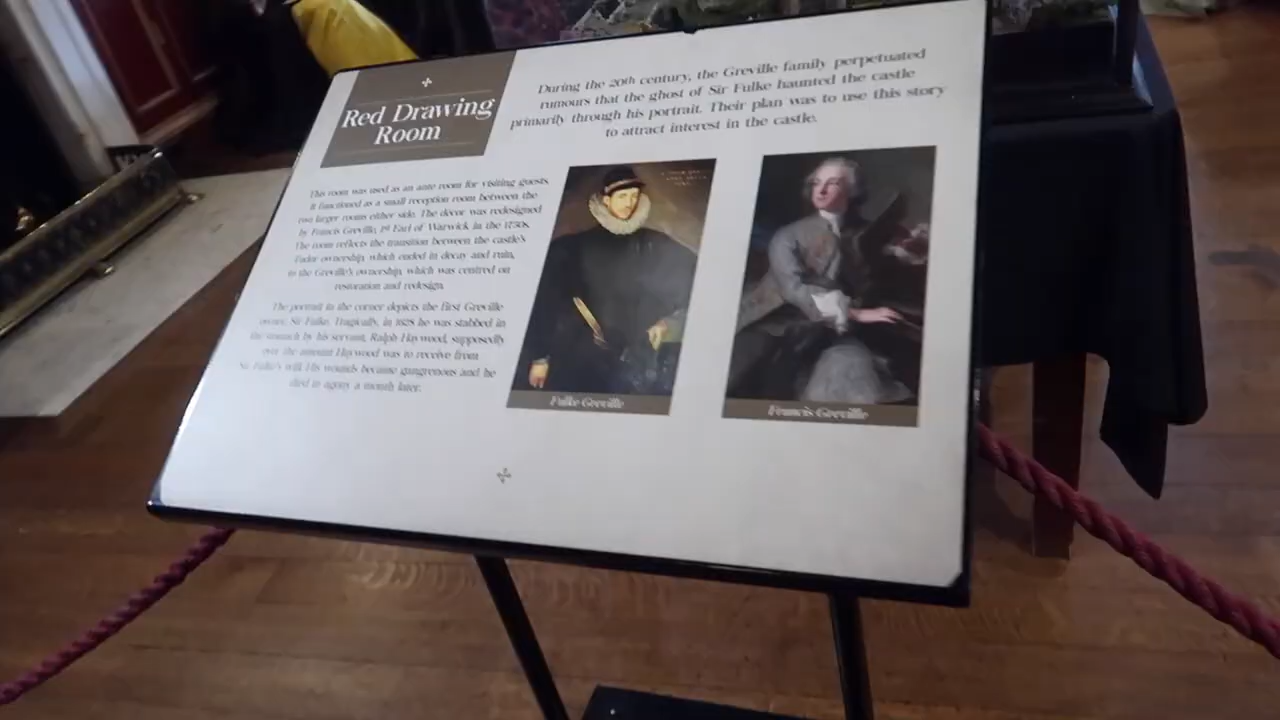 Red Drawing
Room
During the 20th century, the Greville family perpetuated
rumours that the ghost of Sir Fulke haunted the castle
primarily through his portrait. Their plan was to use this story
to attract interest in the castle.
This room was used as an ante room for visiting guests.
It functioned as a small reception room between the
two larger rooms either side. The décor was redesigned
by Francis Greville, 1st Earl of Warwick in the 1750s.
The room reflects the transition between the castle's
Tudor ownership, which ended in decay and ruin,
to the Greville's ownership, which was centred on
restoration and redesign.
The portrait in the corner depicts the first Greville
owner, Sir Fulke. Tragically, in 1628 he was stabbed in
the stomach by his servant, Ralph Haywood, supposedly
over the amount Haywood was to receive from
Sir Fulke's will. His wounds became gangrenous and he
died in agony a month later.
Fulke Greville
Francis Greville